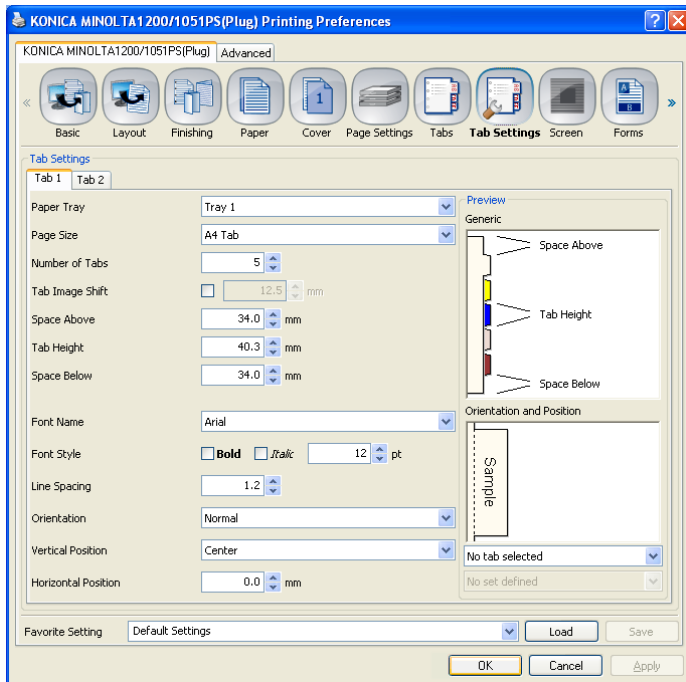 KONICA MINOLTA1200/1051PS(Plug) Printing Preferences
KONICA MINOLTA1200/1051PS(Plug) Advanced
« Basic Layout Finishing Paper Cover Page Settings Tabs Tab Settings Screen Forms »
1
A
B
Tab Settings
Tab 1 Tab 2
Paper Tray Tray 1
Page Size A4 Tab
Number of Tabs 5
Tab Image Shift 12.5 mm
Space Above 34.0 mm
Tab Height 40.3 mm
Space Below 34.0 mm
Font Name Arial
Font Style Bold Italic 12 pt
Line Spacing 1.2
Orientation Normal
Vertical Position Center
Horizontal Position 0.0 mm
Preview
Generic
Space Above
Tab Height
Space Below
Orientation and Position
Sample
No tab selected
No set defined
Favorite Setting Default Settings Load Save
OK Cancel Apply